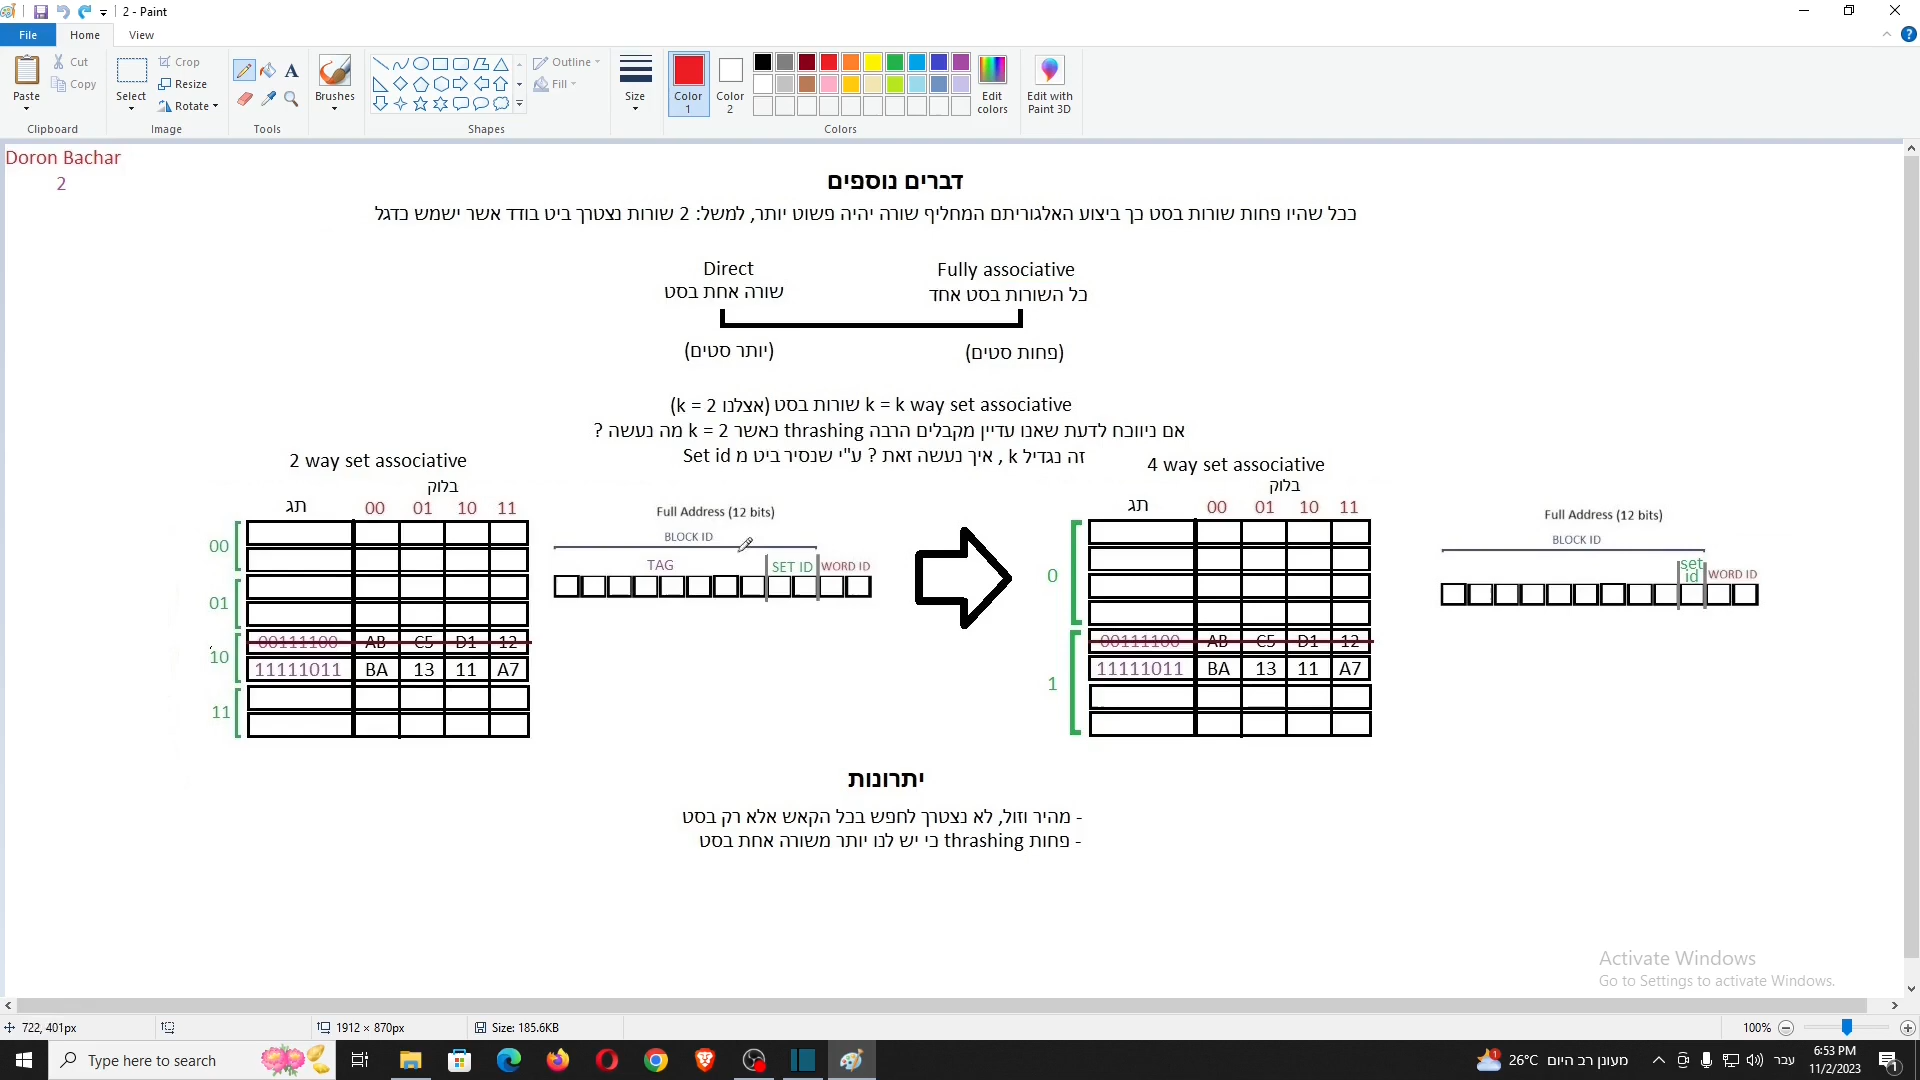 2 - Paint
File
Home
View
Paste
Cut
Copy
Clipboard
Select
Crop
Resize
Rotate
Image
Tools
Brushes
Shapes
Outline
Fill
Size
Color 1
Color 2
Edit colors
Edit with Paint 3D
Colors
Doron Bachar
2
דברים נוספים
ככל שהיו פחות שורות בסט כך ביצוע האלגוריתם המחליף שורה יהיה פשוט יותר, למשל: 2 שורות נצטרך ביט בודד אשר ישמש כדגל
Direct
שורה אחת בסט
Fully associative
כל השורות בסט אחד
(יותר סטים)
(פחות סטים)
k = k way set associative שורות בסט (אצלנו k = 2)
אם ניווכח לדעת שאנו עדיין מקבלים הרבה thrashing כאשר k = 2 מה נעשה ?
זה נגדיל k , איך נעשה זאת ? ע"י שנסיר ביט מ Set id
2 way set associative
בלוק
תג 00 01 10 11
00
01
10
11
00111100 AB C5 D1 12
11111011 BA 13 11 A7
Full Address (12 bits)
BLOCK ID
TAG SET ID WORD ID
4 way set associative
בלוק
תג 00 01 10 11
0
1
00111100 AB C5 D1 12
11111011 BA 13 11 A7
Full Address (12 bits)
BLOCK ID
set id WORD ID
יתרונות
- מהיר וזול, לא נצטרך לחפש בכל הקאש אלא רק בסט
- פחות thrashing כי יש לנו יותר משורה אחת בסט
Activate Windows
Go to Settings to activate Windows.
722, 401px
1912 × 870px
Size: 185.6KB
100%
Type here to search
26°C מעונן רב היום
עבר
6:53 PM
11/2/2023